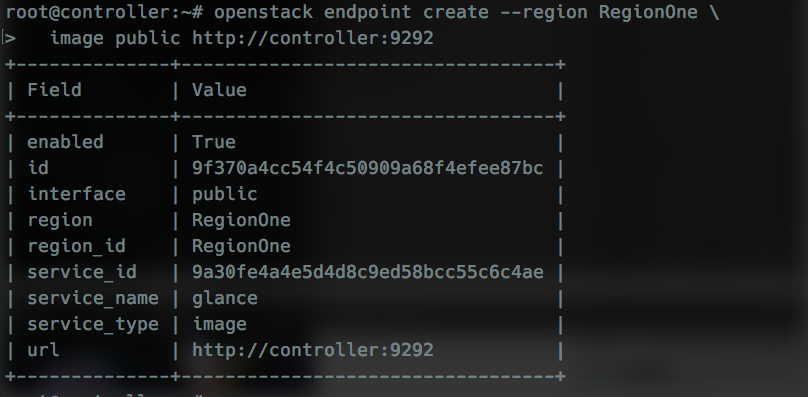 root@controller:~# openstack endpoint create --region RegionOne \
>   image public http://controller:9292
+--------------+----------------------------------+
| Field        | Value                            |
+--------------+----------------------------------+
| enabled      | True                             |
| id           | 9f370a4cc54f4c50909a68f4efee87bc |
| interface    | public                           |
| region       | RegionOne                        |
| region_id    | RegionOne                        |
| service_id   | 9a30fe4a4e5d4d8c9ed58bcc55c6c4ae |
| service_name | glance                           |
| service_type | image                            |
| url          | http://controller:9292           |
+--------------+----------------------------------+